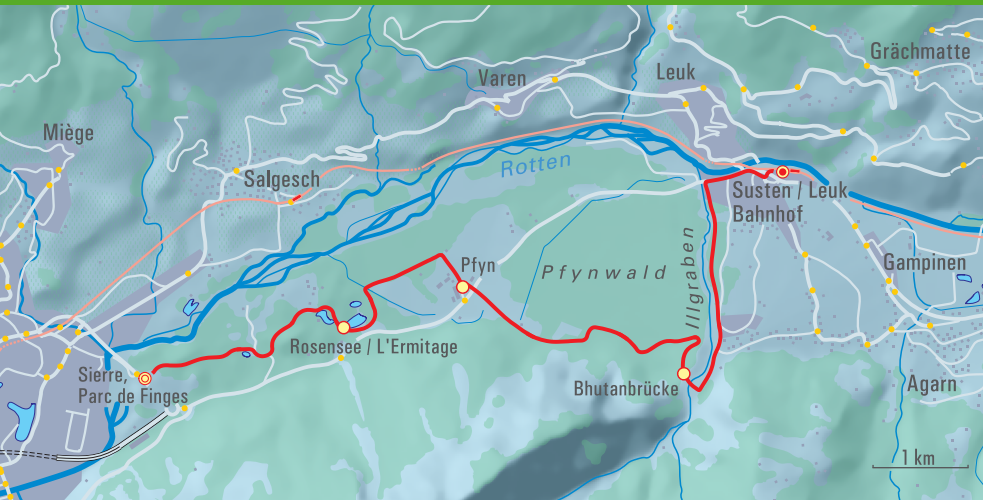 Grächmatte
Varen
Leuk
Miège
Rotten
Salgesch
Susten / Leuk
Bahnhof
Illgraben
Pfyn
Pfynwald
Gampinen
Rosensee / L'Ermitage
Sierre,
Parc de Finges
Bhutanbrücke
Agarn
1 km